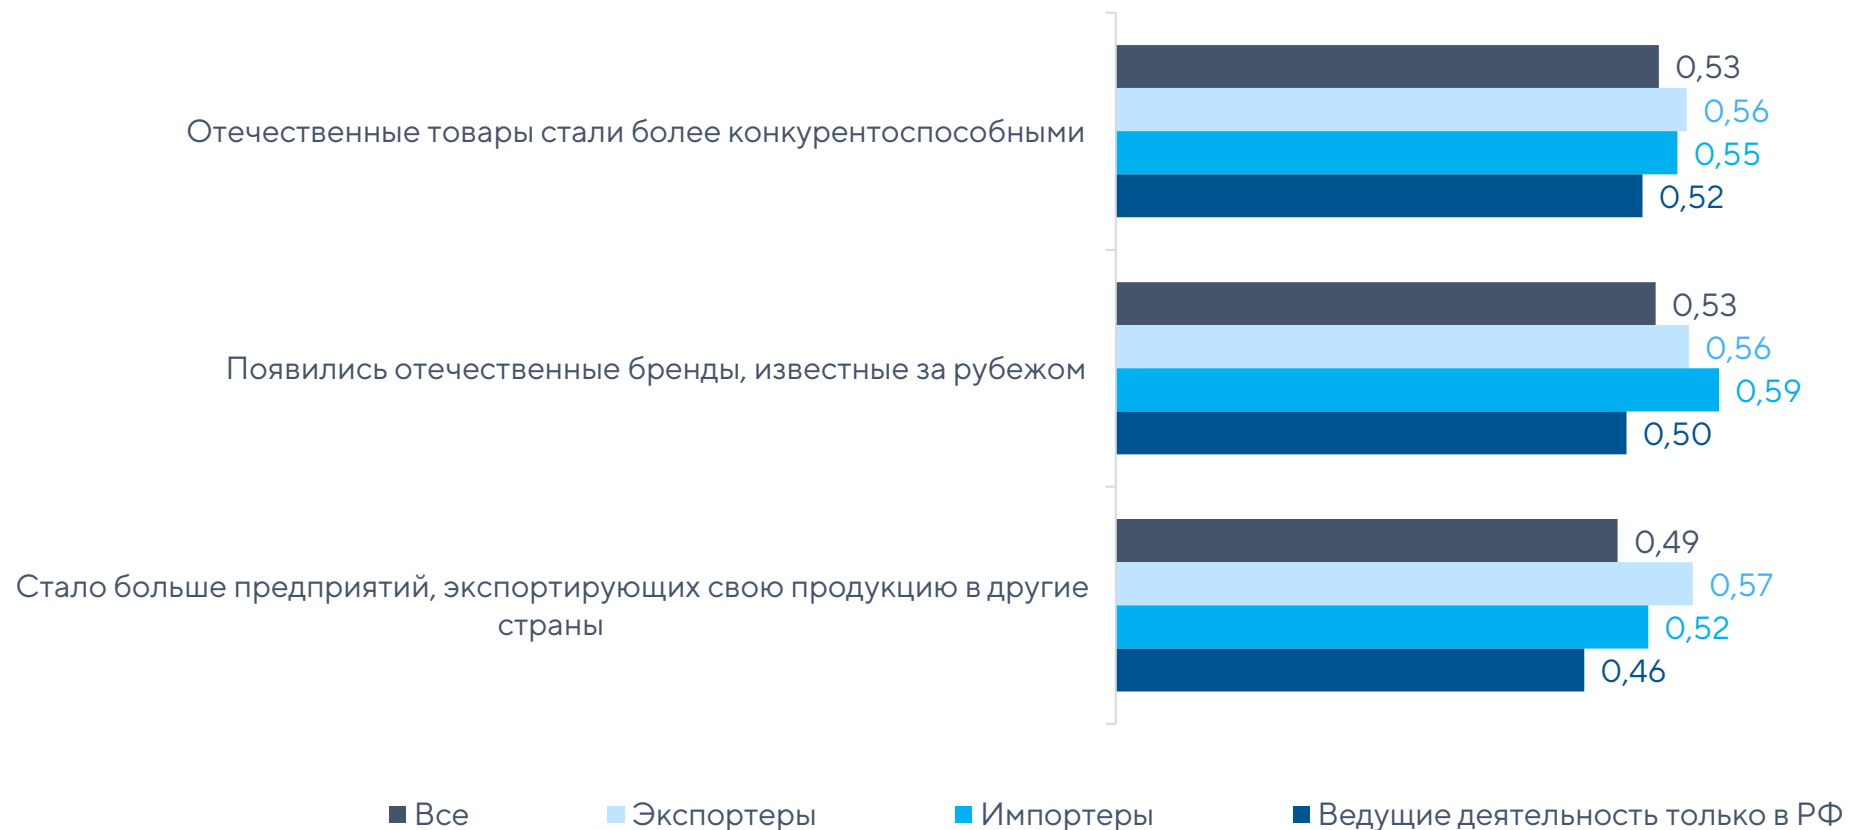 0,53
0,56
Отечественные товары стали более конкурентоспособными
0,55
0,52
0,53
0,56
Появились отечественные бренды, известные за рубежом
0,59
0,50
0,49
Стало больше предприятий, экспортирующих свою продукцию в другие
страны
0,57
0,52
0,46
Все
Экспортеры
Импортеры
Ведущие деятельность только в РФ